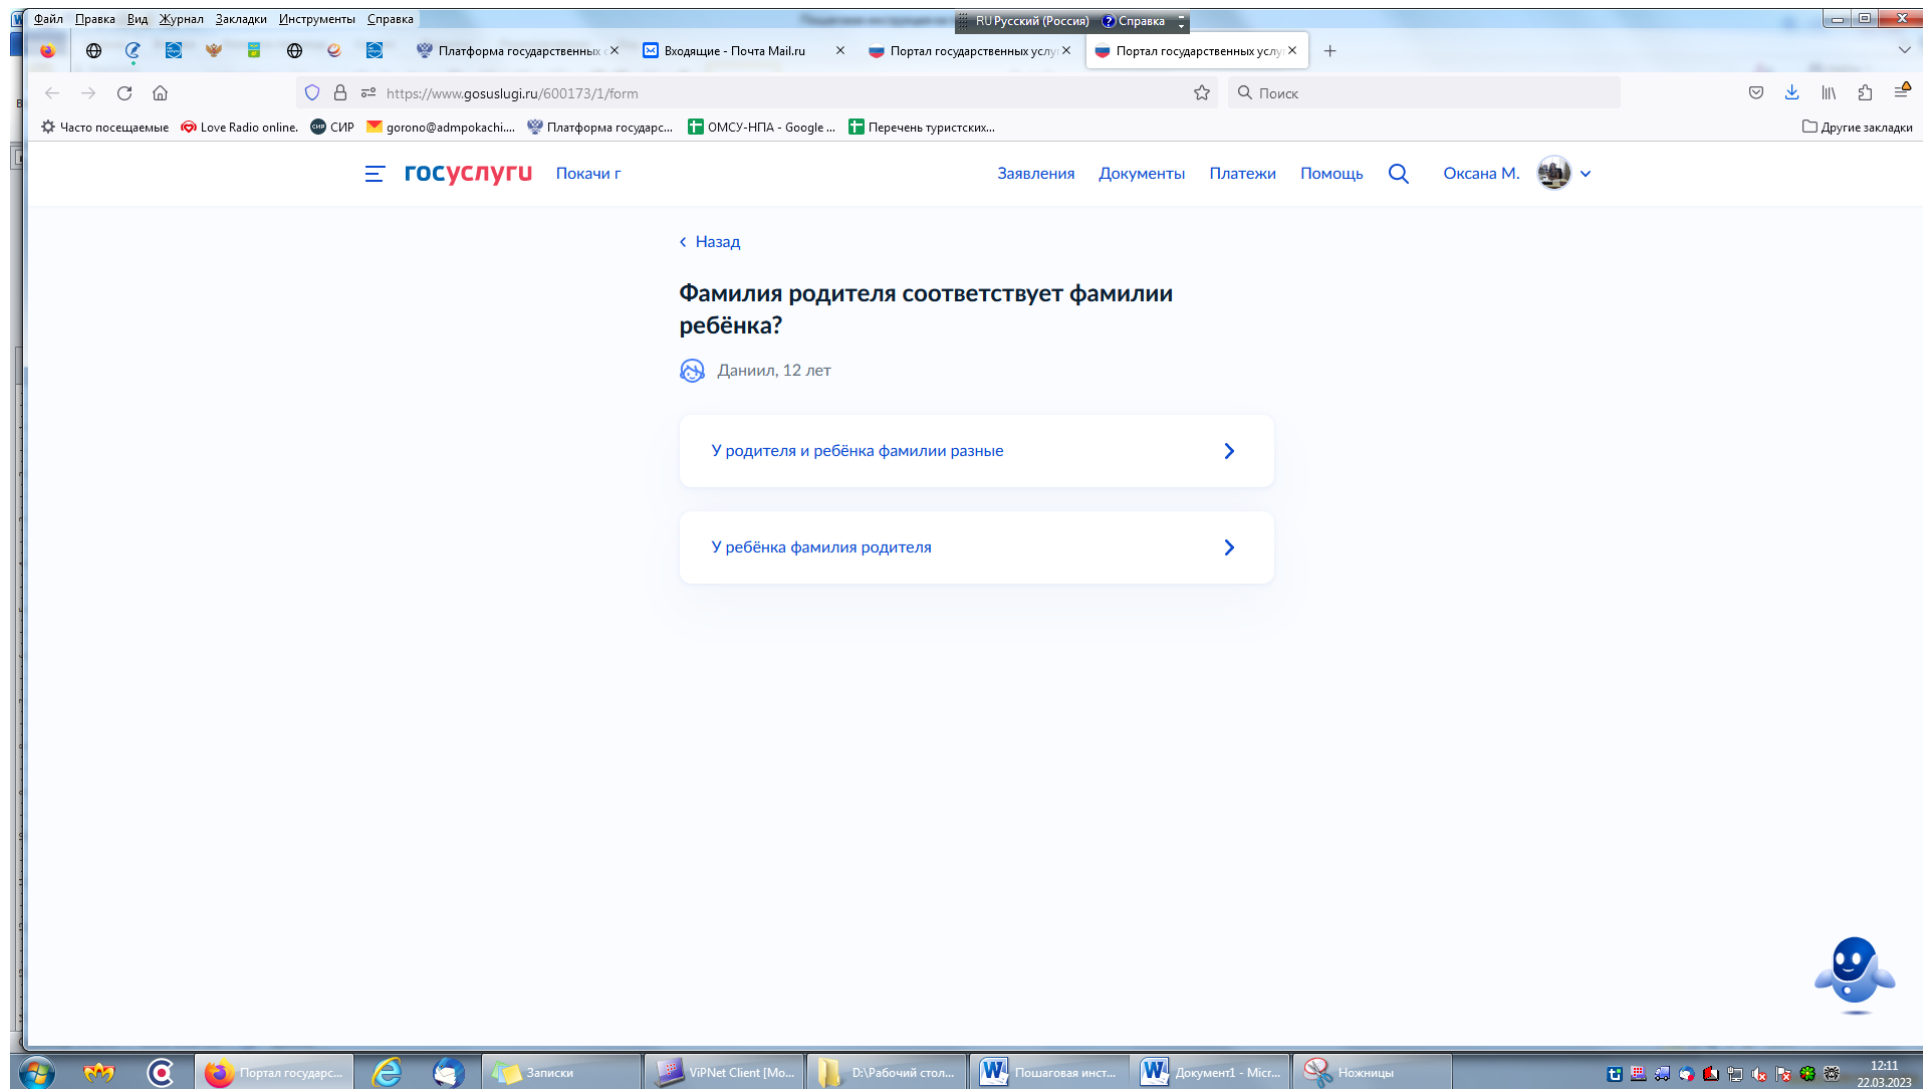 Файл Правка Вид Журнал Закладки Инструменты Справка
RU Русский (Россия) ? Справка
Платформа государственных
Входящие - Почта Mail.ru
Портал государственных услу
Портал государственных услу
https://www.gosuslugi.ru/600173/1/form
Поиск
Часто посещаемые
Love Radio online.
СИР
gorono@admpokachi....
Платформа государс...
ОМСУ-НПА - Google ...
Перечень туристских...
Другие закладки
госуслуги Покачи г
Заявления Документы Платежи Помощь Оксана М.
Назад
Фамилия родителя соответствует фамилии
ребёнка?
Даниил, 12 лет
У родителя и ребёнка фамилии разные
У ребёнка фамилия родителя
Портал государс...
Записки
ViPNet Client [Мо...
D:\Рабочий стол...
Пошаговая инст...
Документ1 - Micr...
Ножницы
12:11
22.03.2023